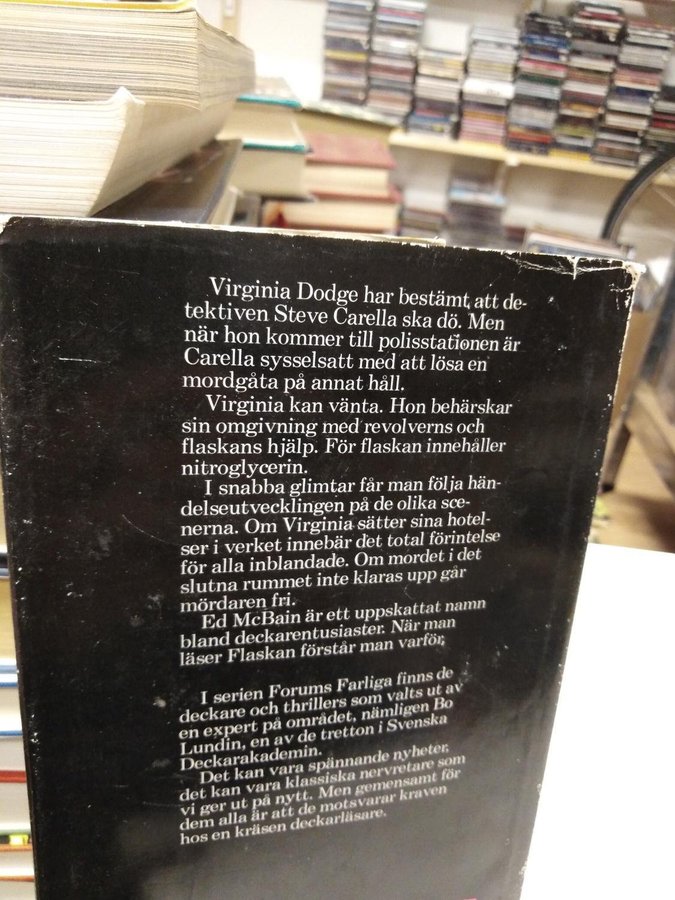 Virginia Dodge har bestämt, att de-
tektiven Steve Carella ska dö. Men
när hon kommer till polisstationen är
Carella sysselsatt med att lösa en
mordgåta på annat håll.
Virginia kan vänta. Hon behärskar
sin omgivning med revolverns och
flaskans hjälp. För flaskan innehåller
nitroglycerin.
I snabba glimtar får man följa hän-
delseutvecklingen på de olika sce-
nerna. Om Virginia sätter sina hotel-
ser i verket innebär det total förintelse
för alla inblandade. Om mordet i det
slutna rummet inte klaras upp går
mördaren fri.
Ed McBain är ett uppskattat namn
bland deckarentusiaster. När man
läser Flaskan förstår man varför.
I serien Forums Farliga finns de
deckare och thrillers som valts ut av
en expert på området, nämligen Bo
Lundin, en av de tretton i Svenska
Deckarakademin.
Det kan vara spännande nyheter,
det kan vara klassiska nervretare som
vi ger ut på nytt. Men gemensamt för
dem alla är att de motsvarar kraven
hos en kräsen deckarläsare.